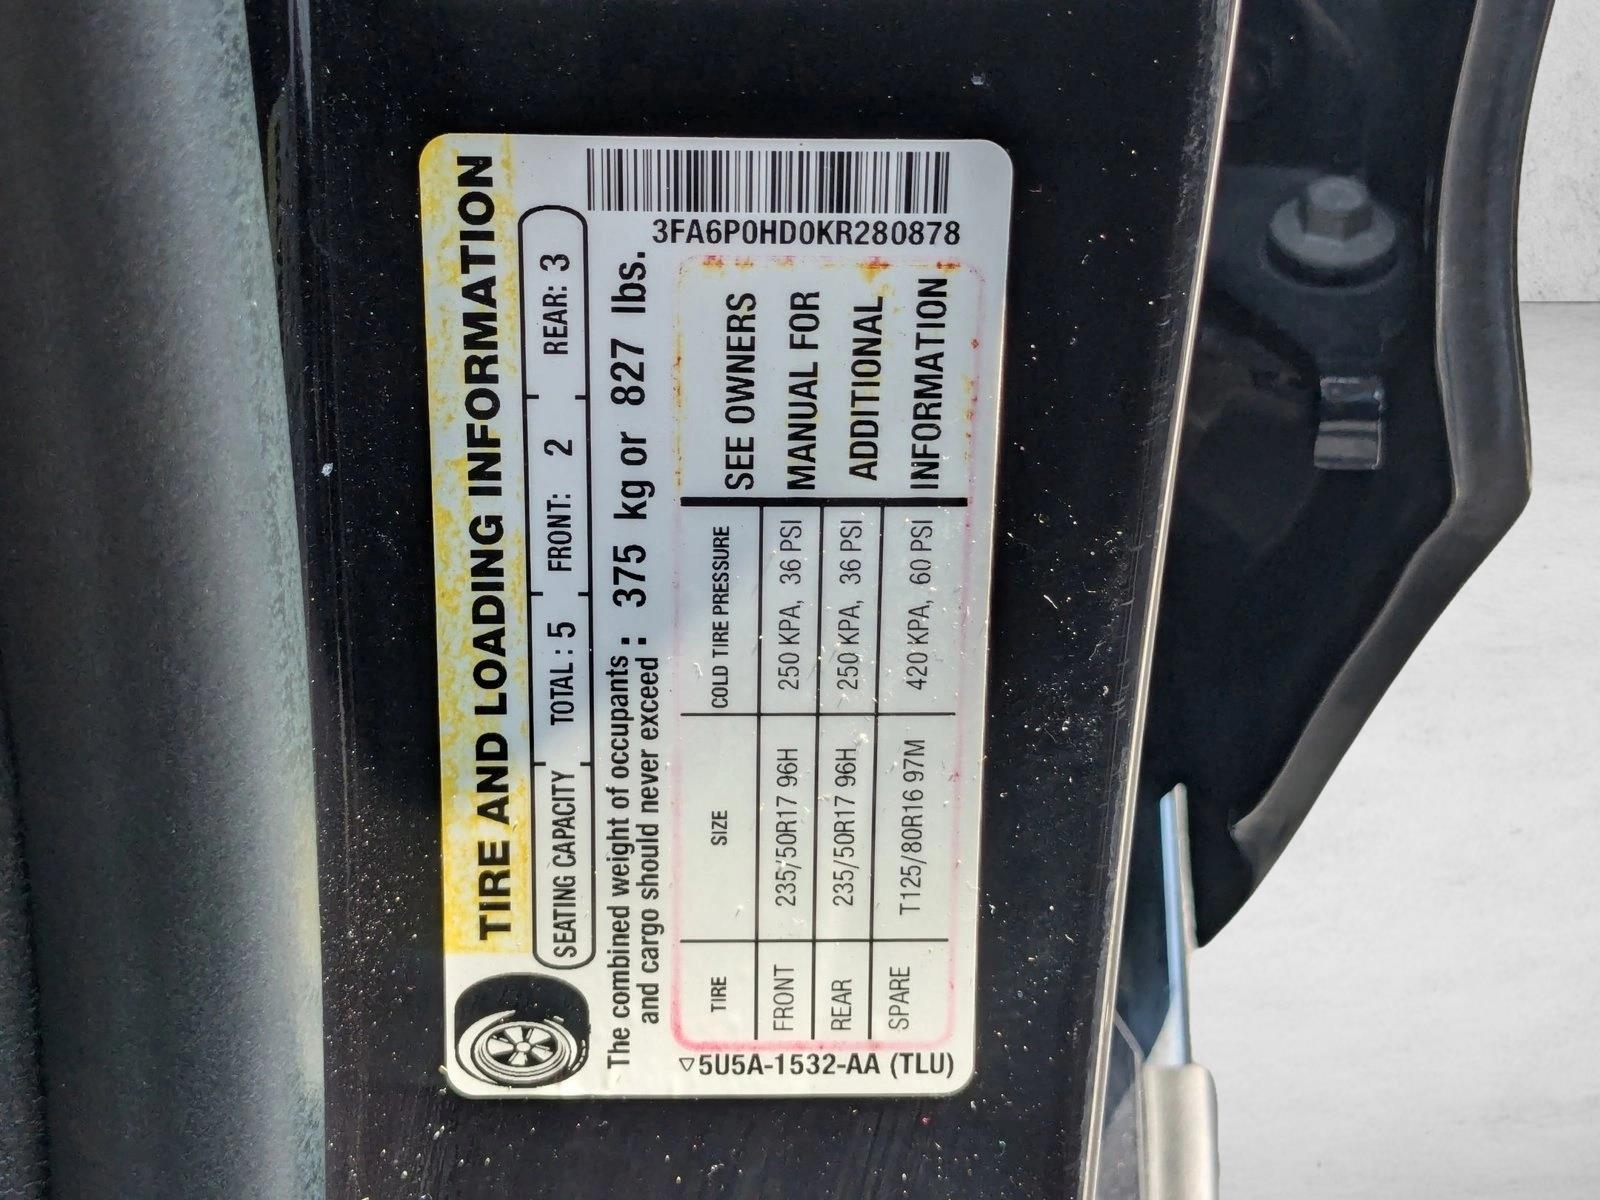 TIRE AND LOADING INFORMATION
SEATING CAPACITY TOTAL : 5 FRONT: 2 REAR: 3
The combined weight of occupants
and cargo should never exceed : 375 kg or 827 lbs.
3FA6P0HD0KR280878
TIRE SIZE COLD TIRE PRESSURE
FRONT 235/50R17 96H 250 KPA, 36 PSI
REAR 235/50R17 96H 250 KPA, 36 PSI
SPARE T125/80R16 97M 420 KPA, 60 PSI
SEE OWNERS
MANUAL FOR
ADDITIONAL
INFORMATION
▽5U5A-1532-AA (TLU)